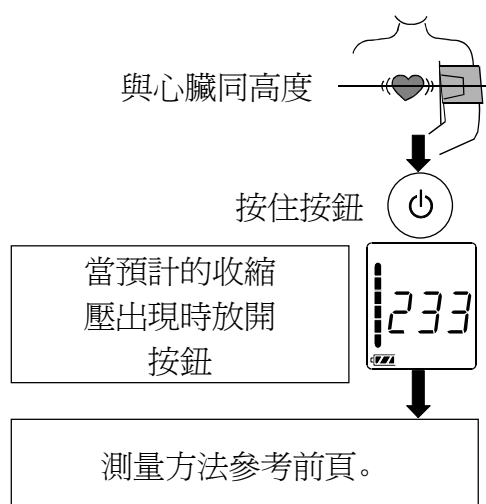 與心臟同高度
按住按鈕
當預計的收縮
壓出現時放開
按鈕
233
測量方法參考前頁。